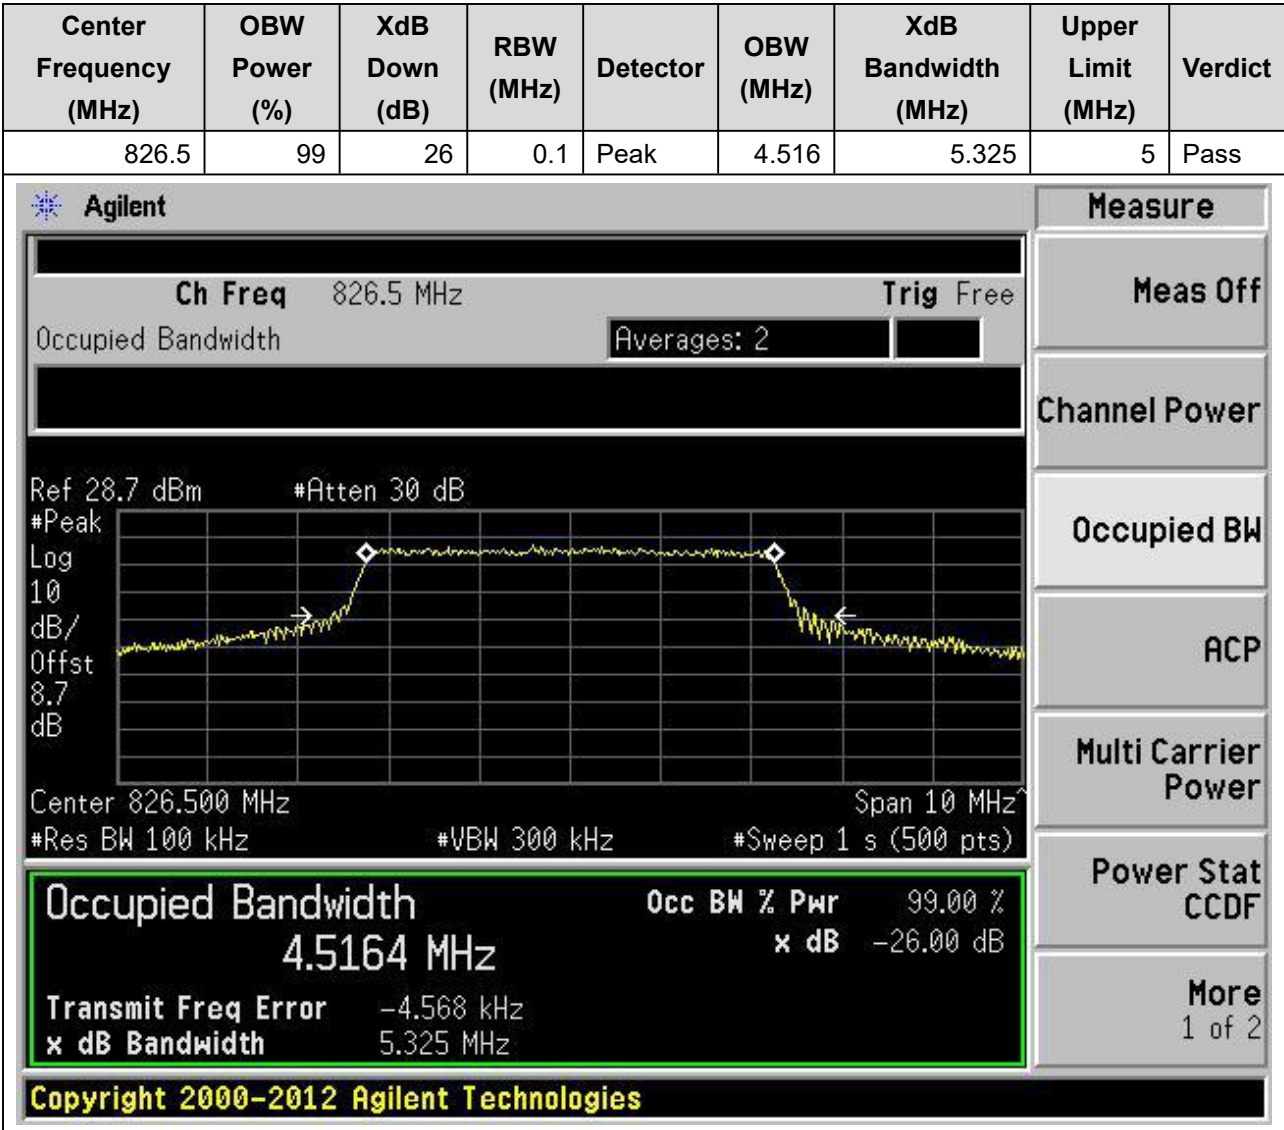 Center Frequency (MHz) OBW Power (%) XdB Down (dB) RBW (MHz) Detector OBW (MHz) XdB Bandwidth (MHz) Upper Limit (MHz) Verdict
826.5 99 26 0.1 Peak 4.516 5.325 5 Pass
Agilent
Measure
Ch Freq 826.5 MHz Trig Free
Meas Off
Occupied Bandwidth Averages: 2
Channel Power
Ref 28.7 dBm #Atten 30 dB
#Peak
Log
10
dB/
Offst
8.7
dB
Occupied BW
ACP
Multi Carrier
Power
Center 826.500 MHz Span 10 MHz^
#Res BW 100 kHz #VBW 300 kHz #Sweep 1 s (500 pts)
Power Stat
CCDF
Occupied Bandwidth Occ BW % Pwr 99.00 %
4.5164 MHz x dB -26.00 dB
Transmit Freq Error -4.568 kHz
x dB Bandwidth 5.325 MHz
More
1 of 2
Copyright 2000-2012 Agilent Technologies